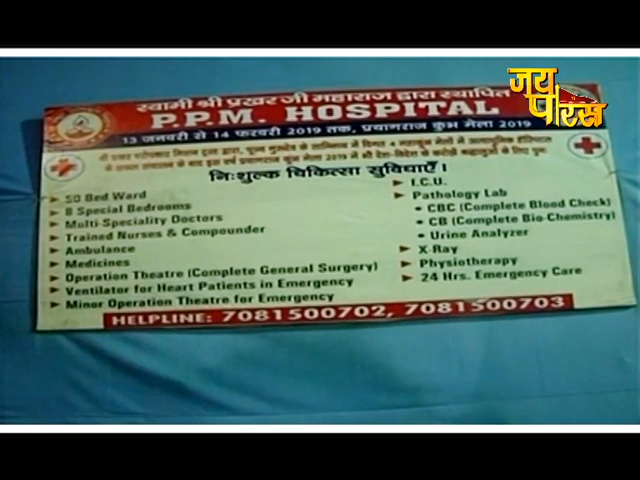 जय पारस
स्वामी श्री प्रखर जी महाराज द्वारा स्थापित
P.P.M. HOSPITAL
13 जनवरी से 14 फरवरी 2019 तक, प्रयागराज कुंभ मेला 2019
निःशुल्क चिकित्सा सुविधाएँ।
50 Bed Ward
8 Special Bedrooms
Multi-Speciality Doctors
Trained Nurses & Compounder
Ambulance
Medicines
Operation Theatre (Complete General Surgery)
Ventilator for Heart Patients in Emergency
Minor Operation Theatre for Emergency
I.C.U.
Pathology Lab
• CBC (Complete Blood Check)
• CB (Complete Bio-Chemistry)
• Urine Analyzer
X-Ray
Physiotherapy
24 Hrs. Emergency Care
HELPLINE: 7081500702, 7081500703